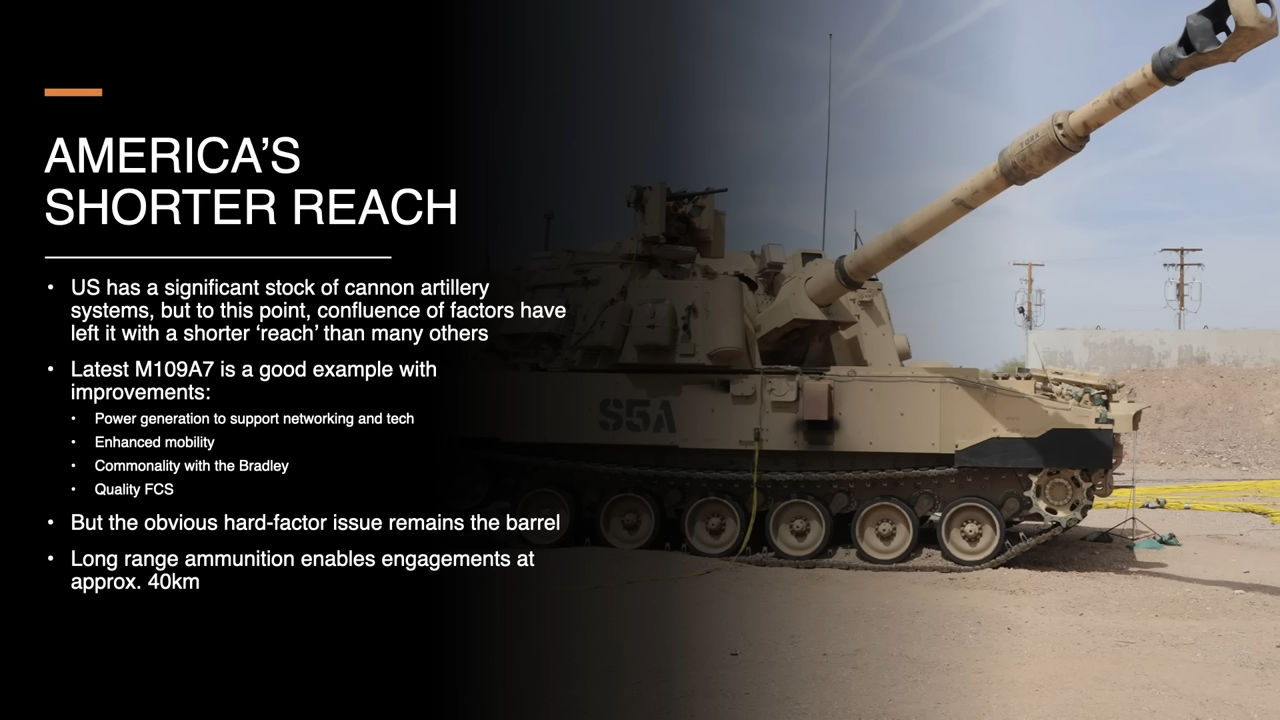 AMERICA'S
SHORTER REACH
• US has a significant stock of cannon artillery
systems, but to this point, confluence of factors have
left it with a shorter ‘reach’ than many others
• Latest M109A7 is a good example with
improvements:
• Power generation to support networking and tech
• Enhanced mobility
• Commonality with the Bradley
• Quality FCS
• But the obvious hard-factor issue remains the barrel
• Long range ammunition enables engagements at
approx. 40km
S5A